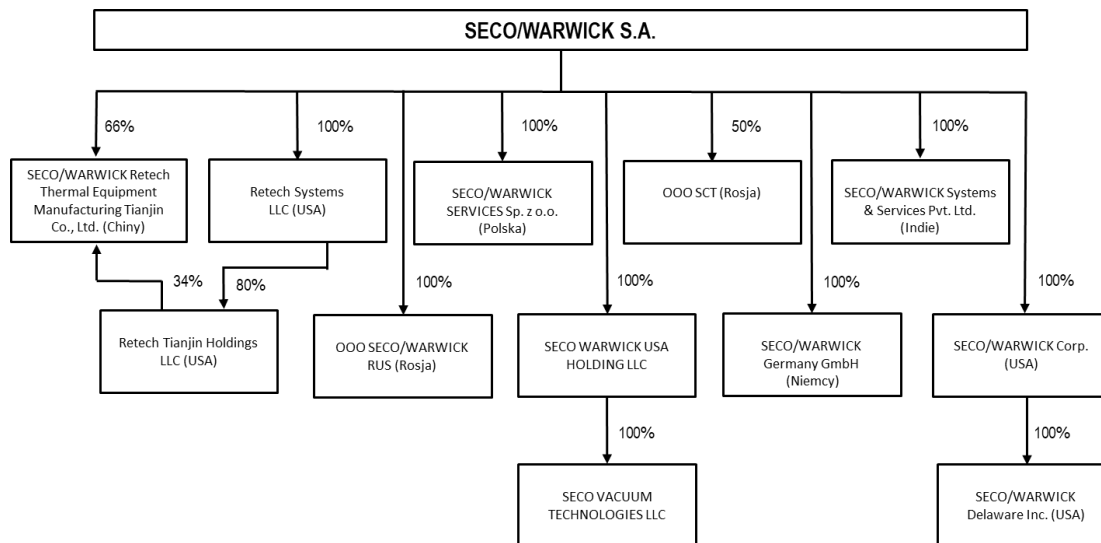 SECO/WARWICK S.A.
66%
100%
100%
50%
100%
SECO/WARWICK Retech
Thermal Equipment
Manufacturing Tianjin
Co., Ltd. (Chiny)
Retech Systems
LLC (USA)
SECO/WARWICK
SERVICES Sp. z o.o.
(Polska)
OOO SCT (Rosja)
SECO/WARWICK Systems
& Services Pvt. Ltd.
(Indie)
34%
80%
100%
100%
100%
100%
Retech Tianjin Holdings
LLC (USA)
OOO SECO/WARWICK
RUS (Rosja)
SECO WARWICK USA
HOLDING LLC
SECO/WARWICK
Germany GmbH
(Niemcy)
SECO/WARWICK Corp.
(USA)
100%
100%
SECO VACUUM
TECHNOLOGIES LLC
SECO/WARWICK
Delaware Inc. (USA)